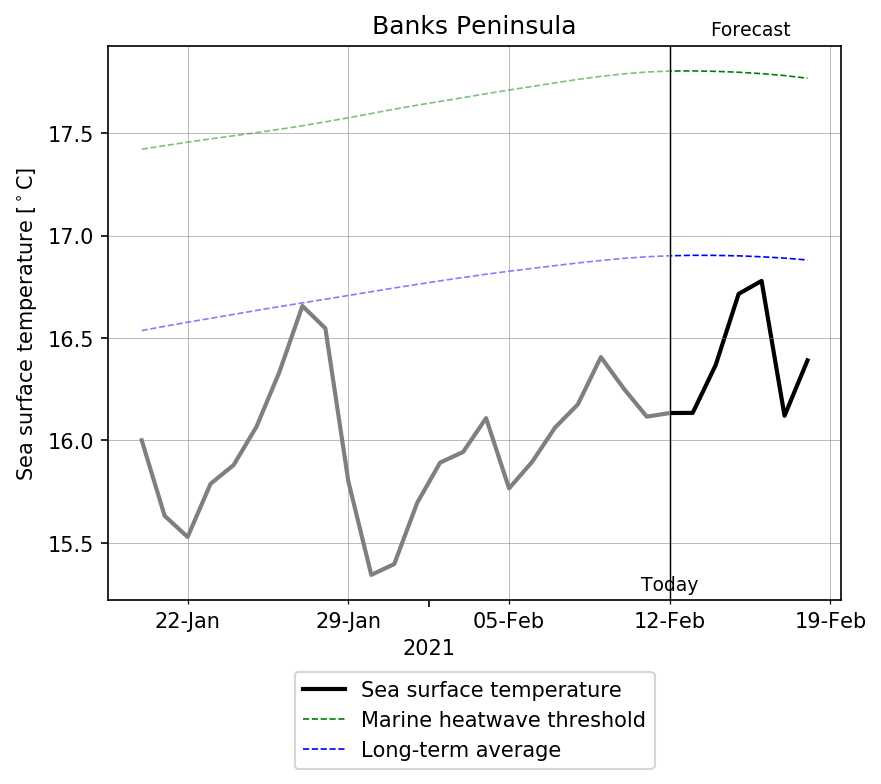 Banks Peninsula
Forecast
Sea surface temperature [°C]
17.5
17.0
16.5
16.0
15.5
Today
22-Jan 29-Jan 05-Feb 12-Feb 19-Feb
2021
Sea surface temperature
Marine heatwave threshold
Long-term average